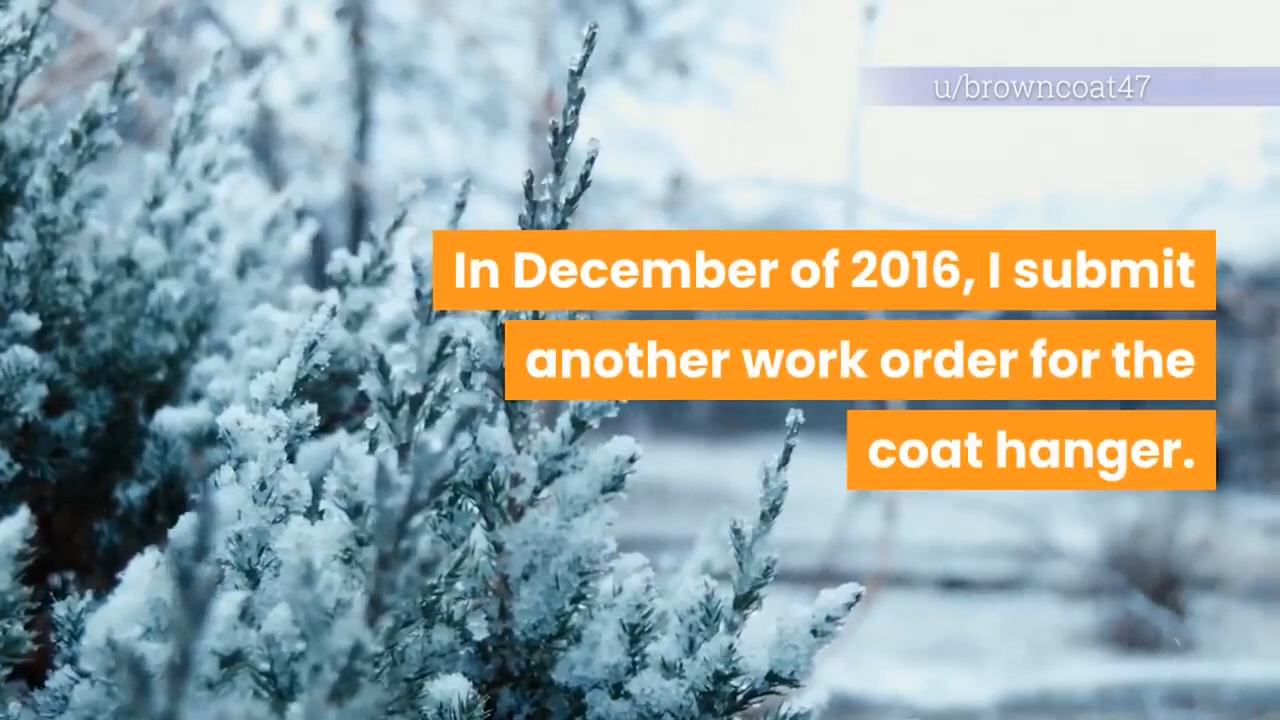 u/browncoat47
In December of 2016, I submit
another work order for the
coat hanger.